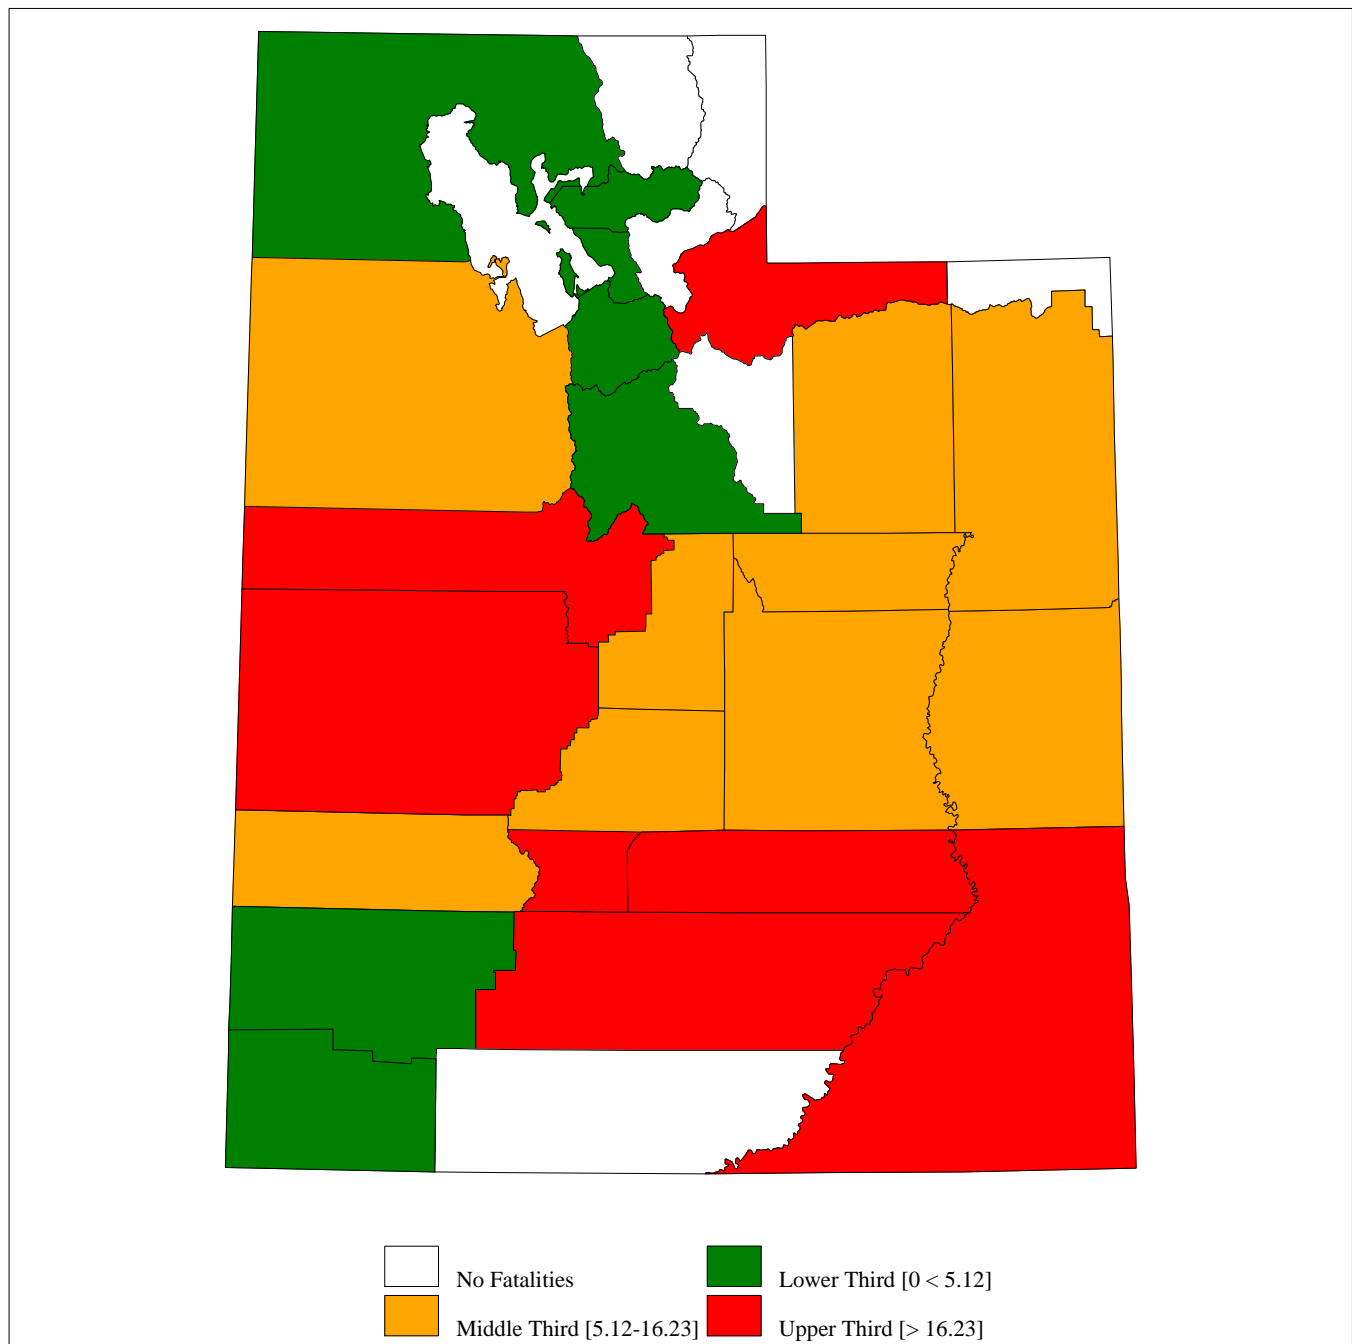 No Fatalities
Lower Third [0 < 5.12]
Middle Third [5.12-16.23]
Upper Third [> 16.23]